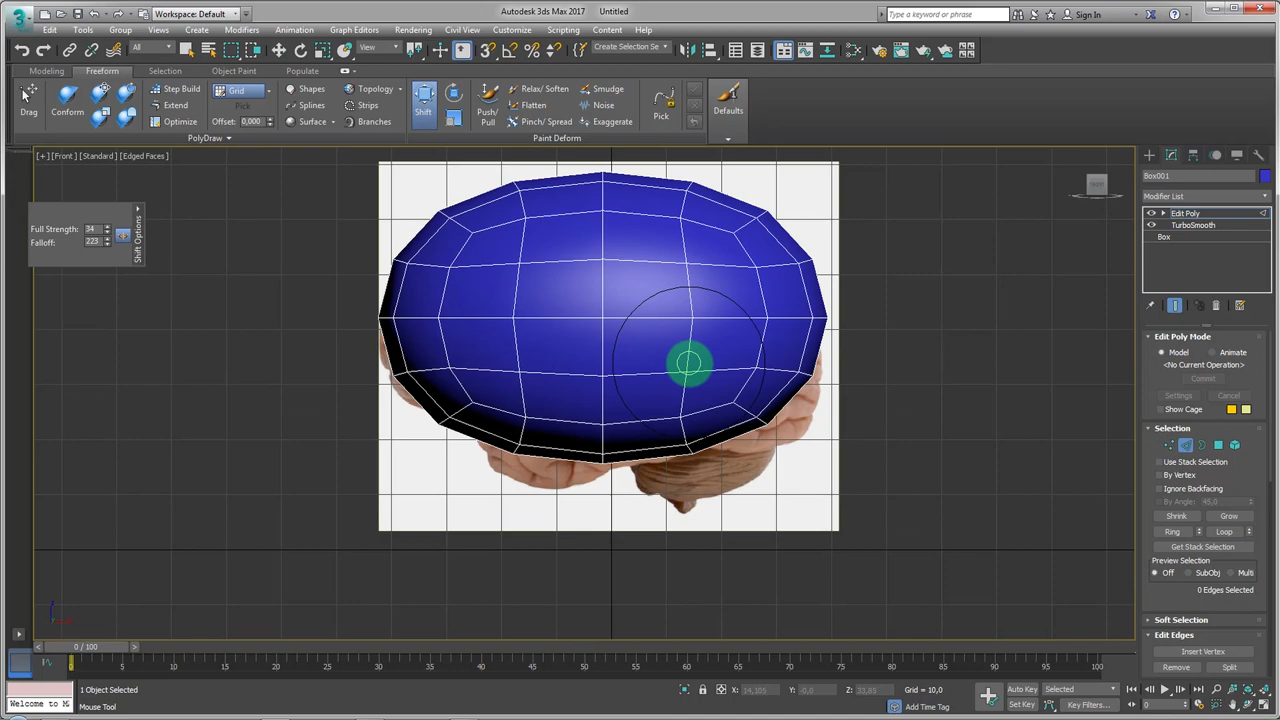 Workspace: Default
Autodesk 3ds Max 2017 Untitled
Type a keyword or phrase
Sign In
Edit Tools Group Views Create Modifiers Animation Graph Editors Rendering Civil View Customize Scripting Content Help
All
View
Create Selection Se
Modeling Freeform Selection Object Paint Populate
Drag
Conform
Step Build
Extend
Optimize
Grid
Pick
Offset: 0,000
Shapes
Splines
Surface
Topology
Strips
Branches
PolyDraw
Shift
Push/
Pull
Relax/ Soften
Flatten
Pinch/ Spread
Smudge
Noise
Exaggerate
Paint Deform
Pick
Defaults
[+] [Front] [Standard] [Edged Faces]
Full Strength: 34
Falloff: 223
Shift Options
Box001
Modifier List
Edit Poly
TurboSmooth
Box
Edit Poly Mode
Model Animate
<No Current Operation>
Commit
Settings Cancel
Show Cage
Selection
Use Stack Selection
By Vertex
Ignore Backfacing
By Angle: 45,0
Shrink Grow
Ring Loop
Get Stack Selection
Preview Selection
Off SubObj Multi
0 Edges Selected
Soft Selection
Edit Edges
Insert Vertex
Remove Split
0 / 100
0 5 10 15 20 25 30 35 40 45 50 55 60 65 70 75 80 85 90 95 100
1 Object Selected
X: 14,105 Y: -0,0 Z: 33,65 Grid = 10,0
Auto Key Selected
Welcome to M
Mouse Tool
Add Time Tag
Set Key Key Filters...
0